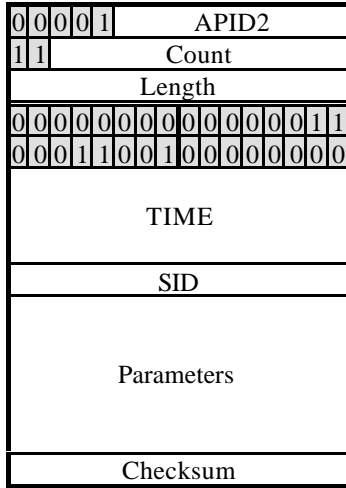 0 0 0 0 1 APID2
1 1 Count
Length
0 0 0 0 0 0 0 0 0 0 0 0 0 0 1 1
0 0 0 1 1 0 0 1 0 0 0 0 0 0 0 0
TIME
SID
Parameters
Checksum